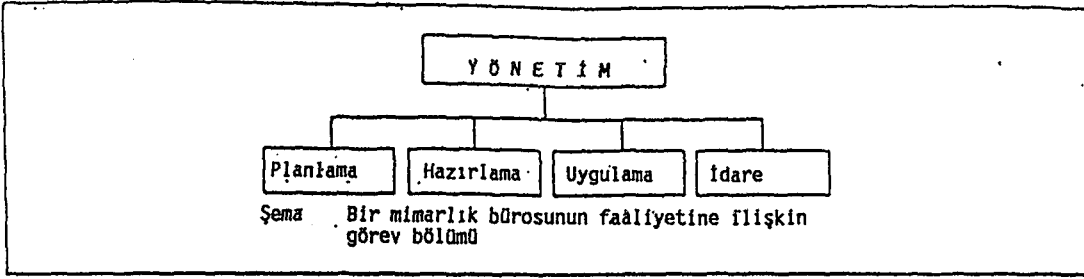 YÖNETİM
Planlama Hazırlama Uygulama İdare
Şema Bir mimarlık bürosunun faaliyetine ilişkin
görev bölümü